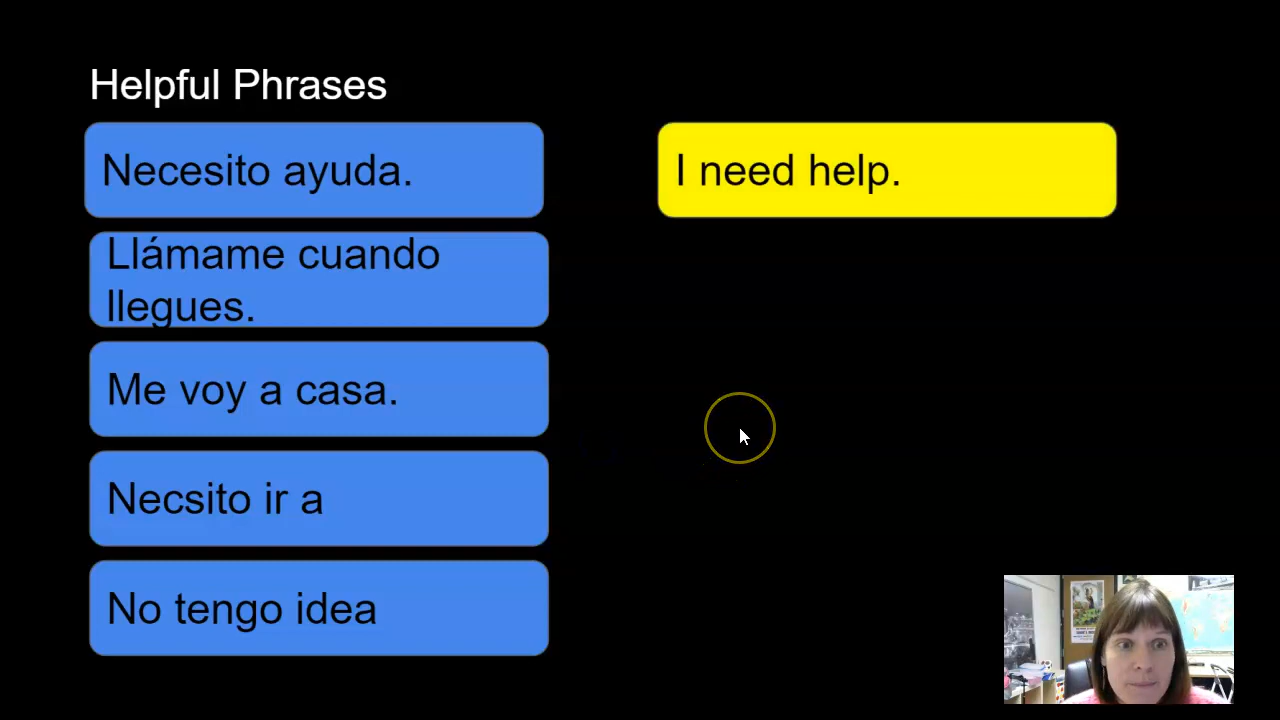 Helpful Phrases
Necesito ayuda.
I need help.
Llámame cuando
llegues.
Me voy a casa.
Necsito ir a
No tengo idea